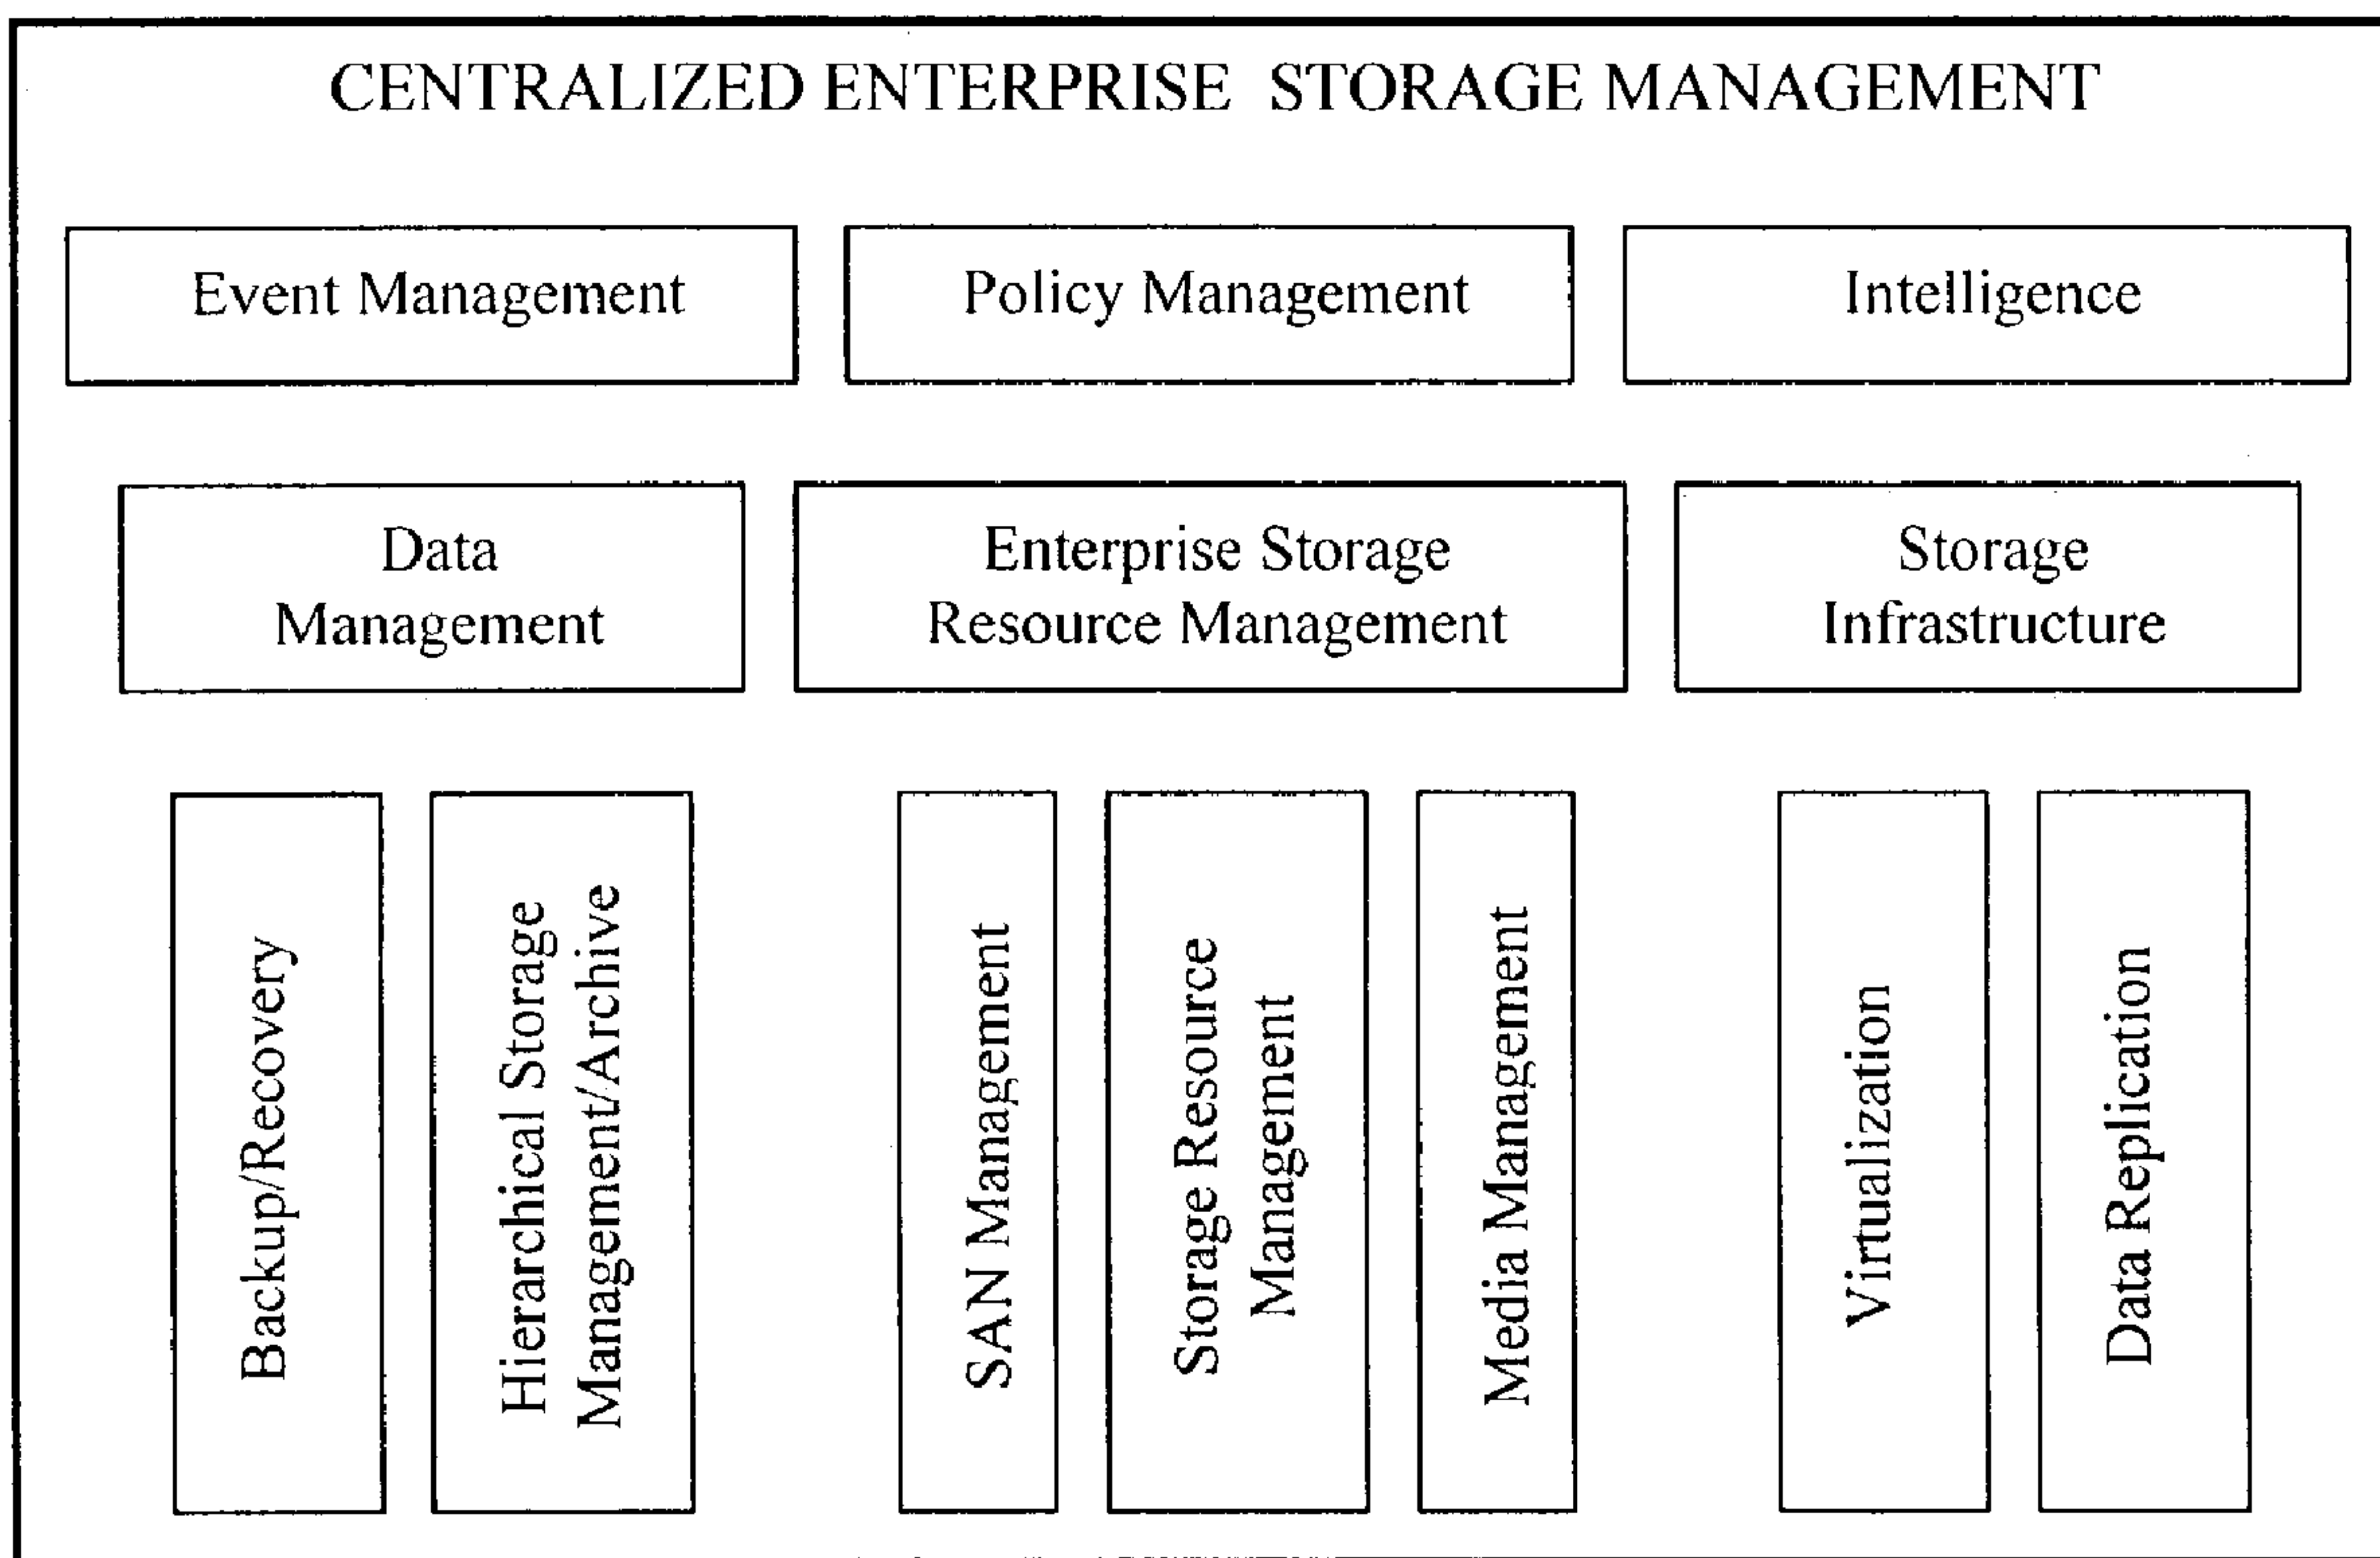 CENTRALIZED ENTERPRISE STORAGE MANAGEMENT
Event Management
Policy Management
Intelligence
Data
Management
Enterprise Storage
Resource Management
Storage
Infrastructure
Backup/Recovery
Hierarchical Storage
Management/Archive
SAN Management
Storage Resource
Management
Media Management
Virtualization
Data Replication